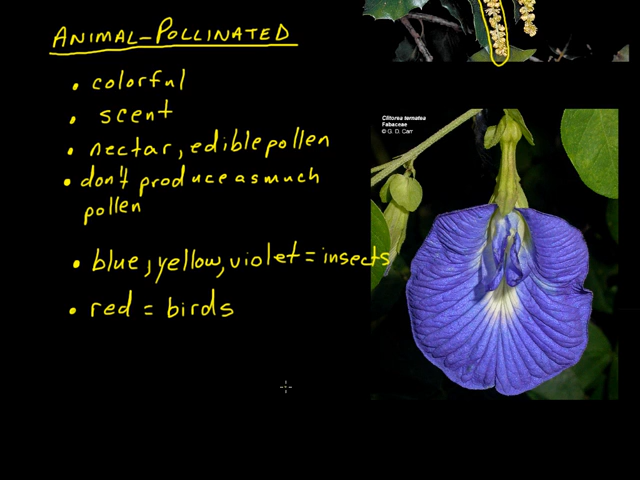 ANIMAL-POLLINATED
• colorful
• scent
• nectar, edible pollen
• don't produce as much
pollen
• blue, yellow, violet = insects
• red = birds
Clitorea ternatea
Fabaceae
© G. D. Carr